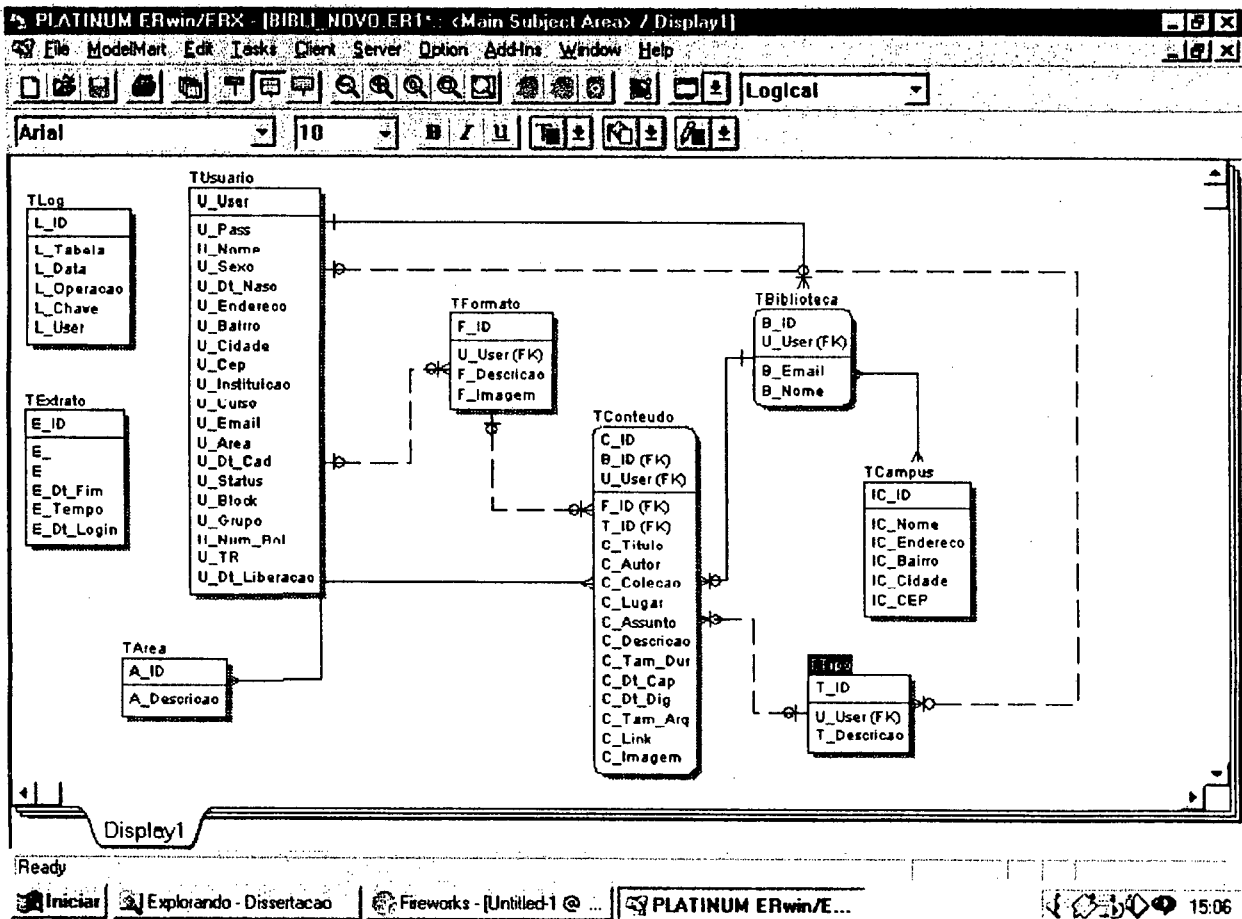 PLATINUM ERwin/ERX - [BIBLI_NOVO.ER1*: <Main Subject Area> / Display1]
File ModelMart Edit Tasks Client Server Option Add-Ins Window Help
Logical
Arial 10 B I U
TLog
L_ID
L_Tabela
L_Data
L_Operacao
L_Chave
L_User
TExtrato
E_ID
E_
E
E_Dt_Fim
E_Tempo
E_Dt_Login
TUsuario
U_User
U_Pass
U_Nome
U_Sexo
U_Dt_Nasc
U_Endereco
U_Bairro
U_Cidade
U_Cep
U_Instituicao
U_Curso
U_Email
U_Area
U_Dt_Cad
U_Status
U_Block
U_Grupo
U_Num_Bol
U_TR
U_Dt_Liberacao
TArea
A_ID
A_Descricao
TFormato
F_ID
U_User (FK)
F_Descricao
F_Imagem
TConteudo
C_ID
B_ID (FK)
U_User (FK)
F_ID (FK)
T_ID (FK)
C_Titulo
C_Autor
C_Colecao
C_Lugar
C_Assunto
C_Descricao
C_Tam_Dur
C_Dt_Cap
C_Dt_Dig
C_Tam_Arq
C_Link
C_Imagem
TBiblioteca
B_ID
U_User (FK)
B_Email
B_Nome
TCampus
IC_ID
IC_Nome
IC_Endereco
IC_Bairro
IC_Cidade
IC_CEP
T_ID
U_User (FK)
T_Descricao
Display1
Ready
Iniciar Explorando - Dissertacao Fireworks - [Untitled-1 @ ... PLATINUM ERwin/E... 15:06